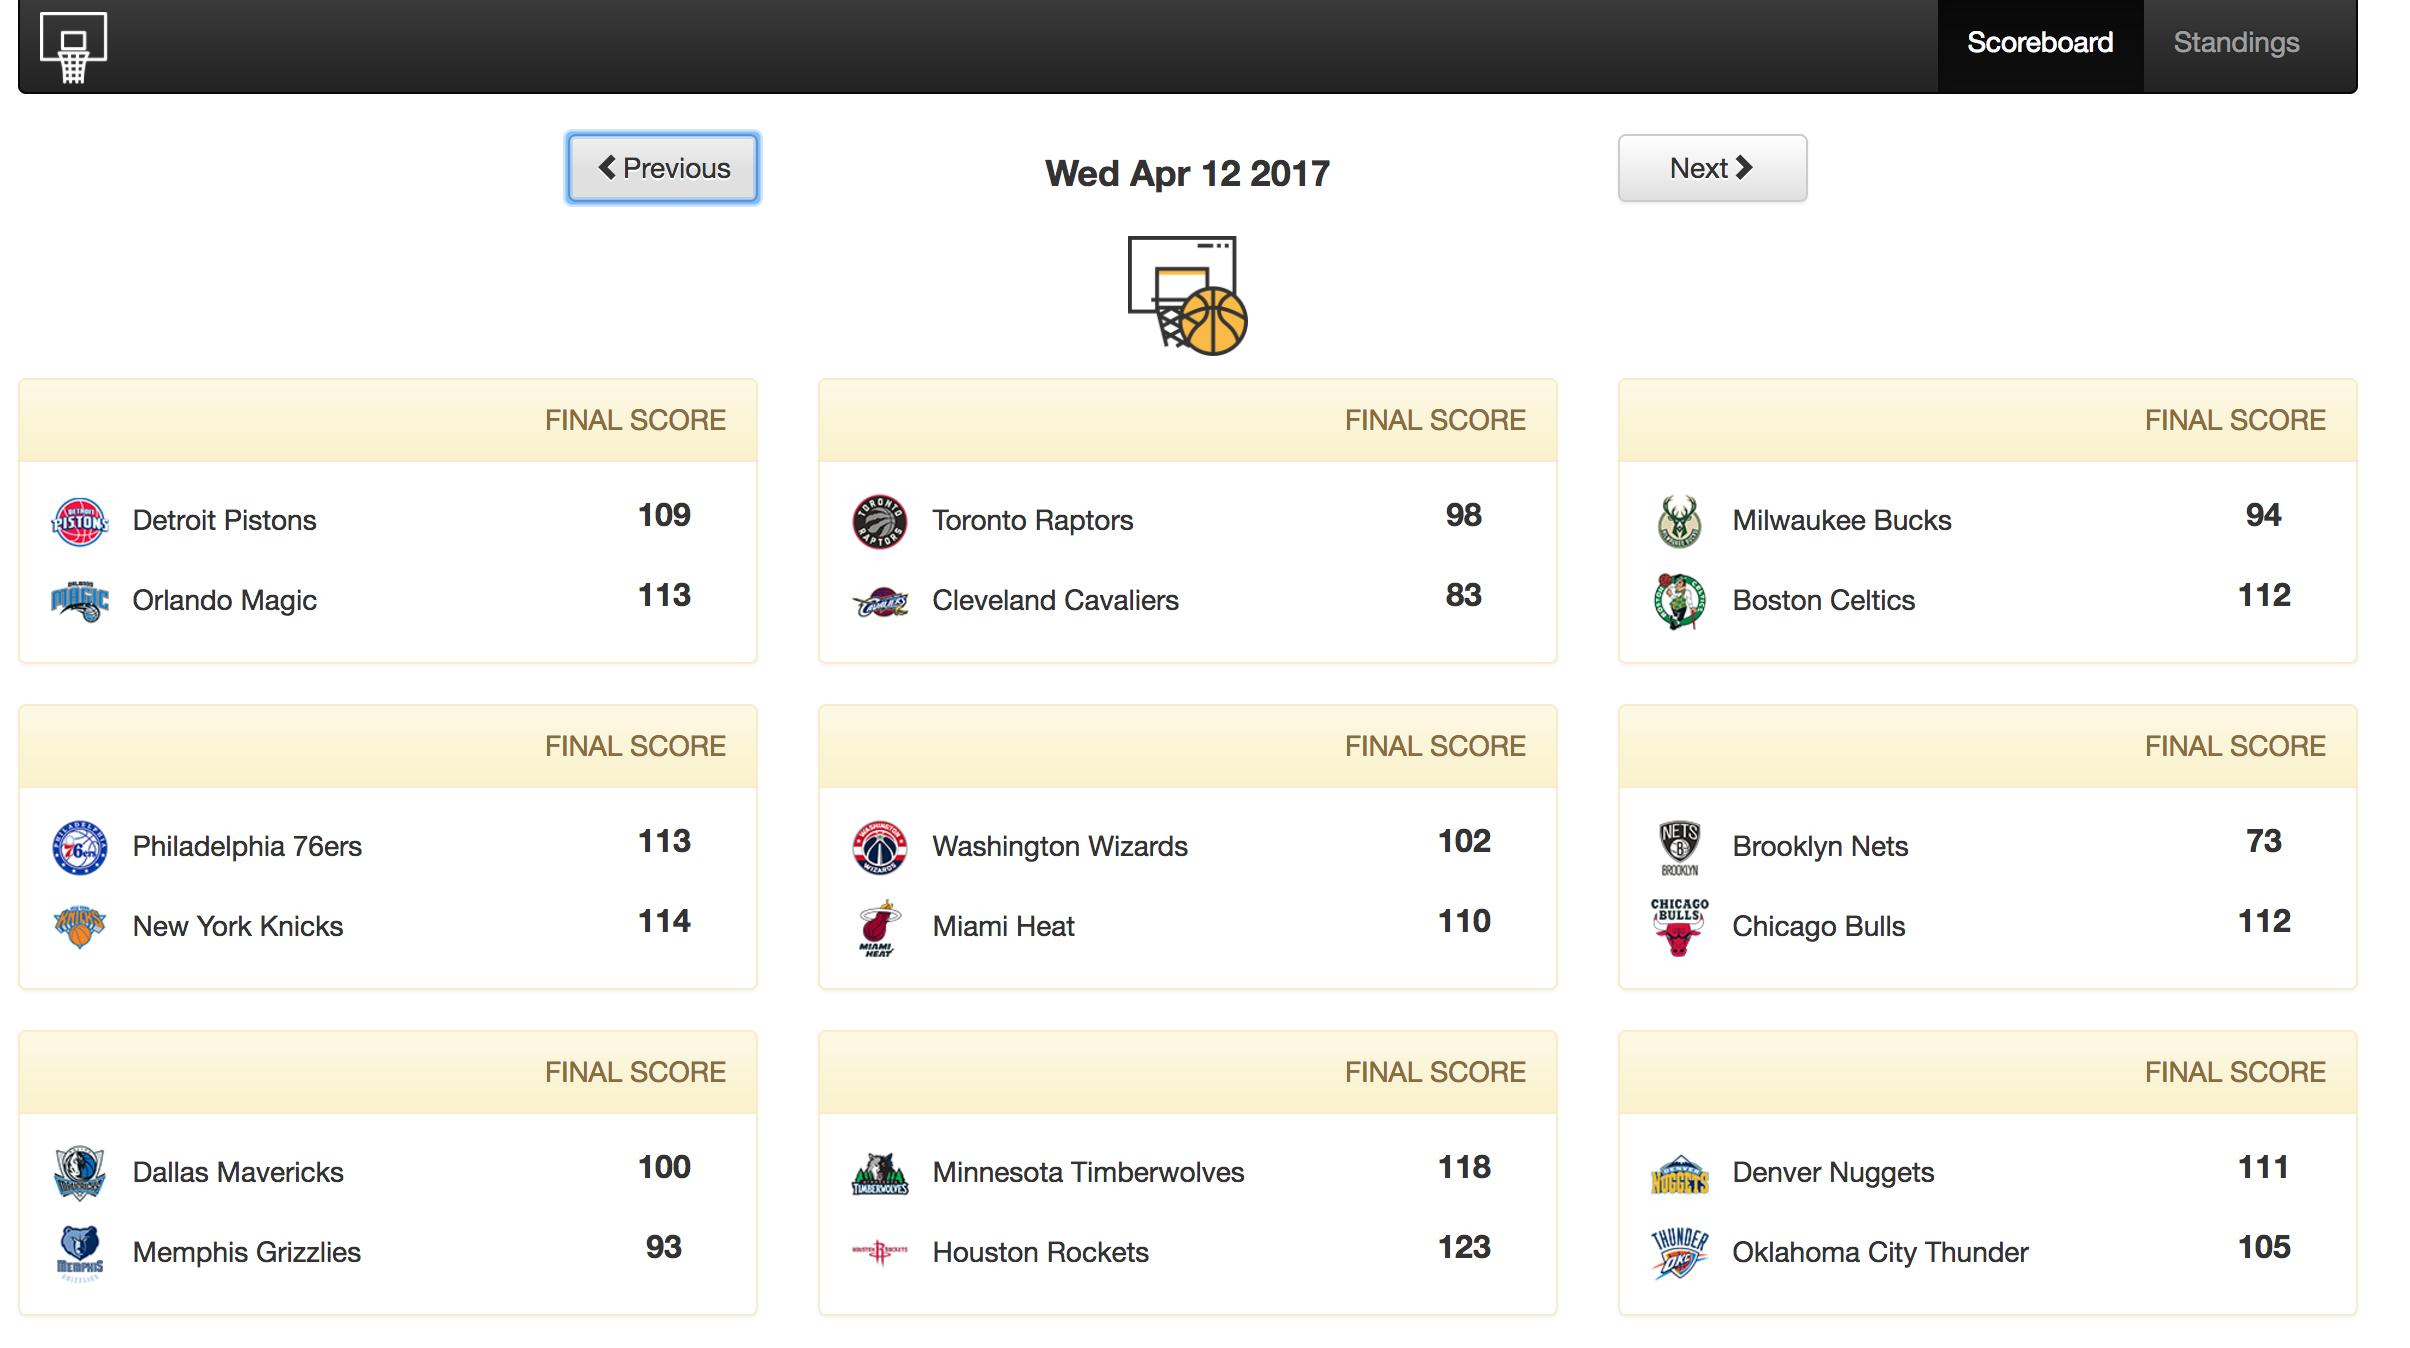 Scoreboard Standings
Previous
Wed Apr 12 2017
Next
FINAL SCORE
Detroit Pistons 109
Orlando Magic 113
FINAL SCORE
Toronto Raptors 98
Cleveland Cavaliers 83
FINAL SCORE
Milwaukee Bucks 94
Boston Celtics 112
FINAL SCORE
Philadelphia 76ers 113
New York Knicks 114
FINAL SCORE
Washington Wizards 102
Miami Heat 110
FINAL SCORE
Brooklyn Nets 73
Chicago Bulls 112
FINAL SCORE
Dallas Mavericks 100
Memphis Grizzlies 93
FINAL SCORE
Minnesota Timberwolves 118
Houston Rockets 123
FINAL SCORE
Denver Nuggets 111
Oklahoma City Thunder 105